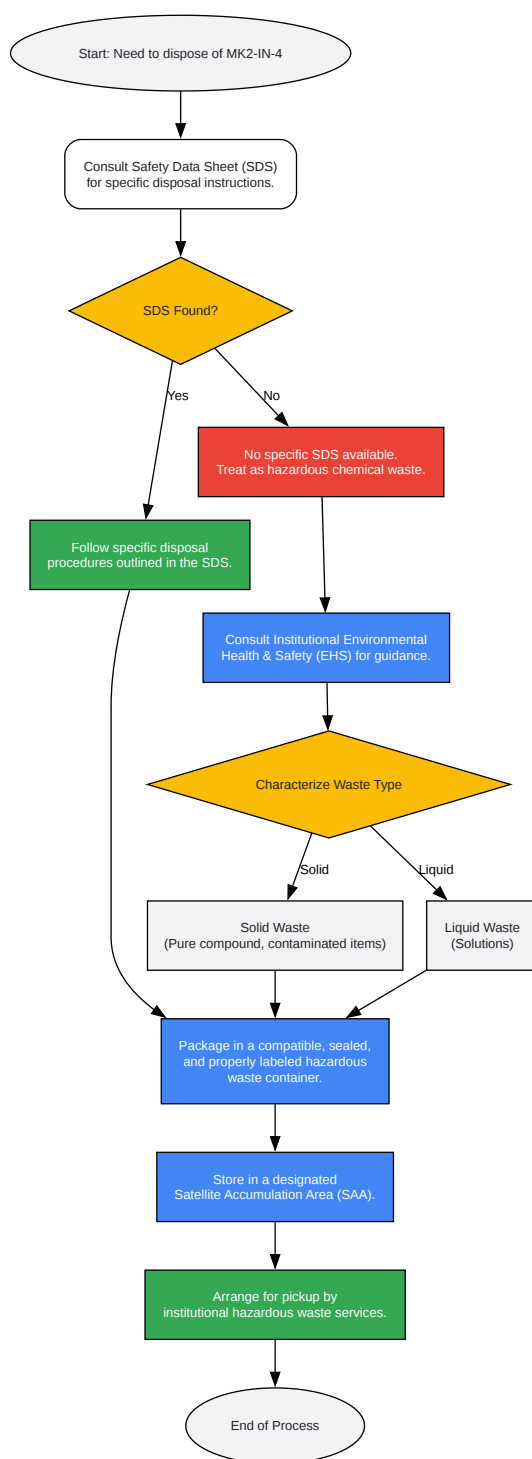 Start: Need to dispose of MK2-IN-4
Consult Safety Data Sheet (SDS)
for specific disposal instructions.
SDS Found?
Yes
No
No specific SDS available.
Treat as hazardous chemical waste.
Follow specific disposal
procedures outlined in the SDS.
Consult Institutional Environmental
Health & Safety (EHS) for guidance.
Characterize Waste Type
Solid
Liquid
Solid Waste
(Pure compound, contaminated items)
Liquid Waste
(Solutions)
Package in a compatible, sealed,
and properly labeled hazardous
waste container.
Store in a designated
Satellite Accumulation Area (SAA).
Arrange for pickup by
institutional hazardous waste services.
End of Process